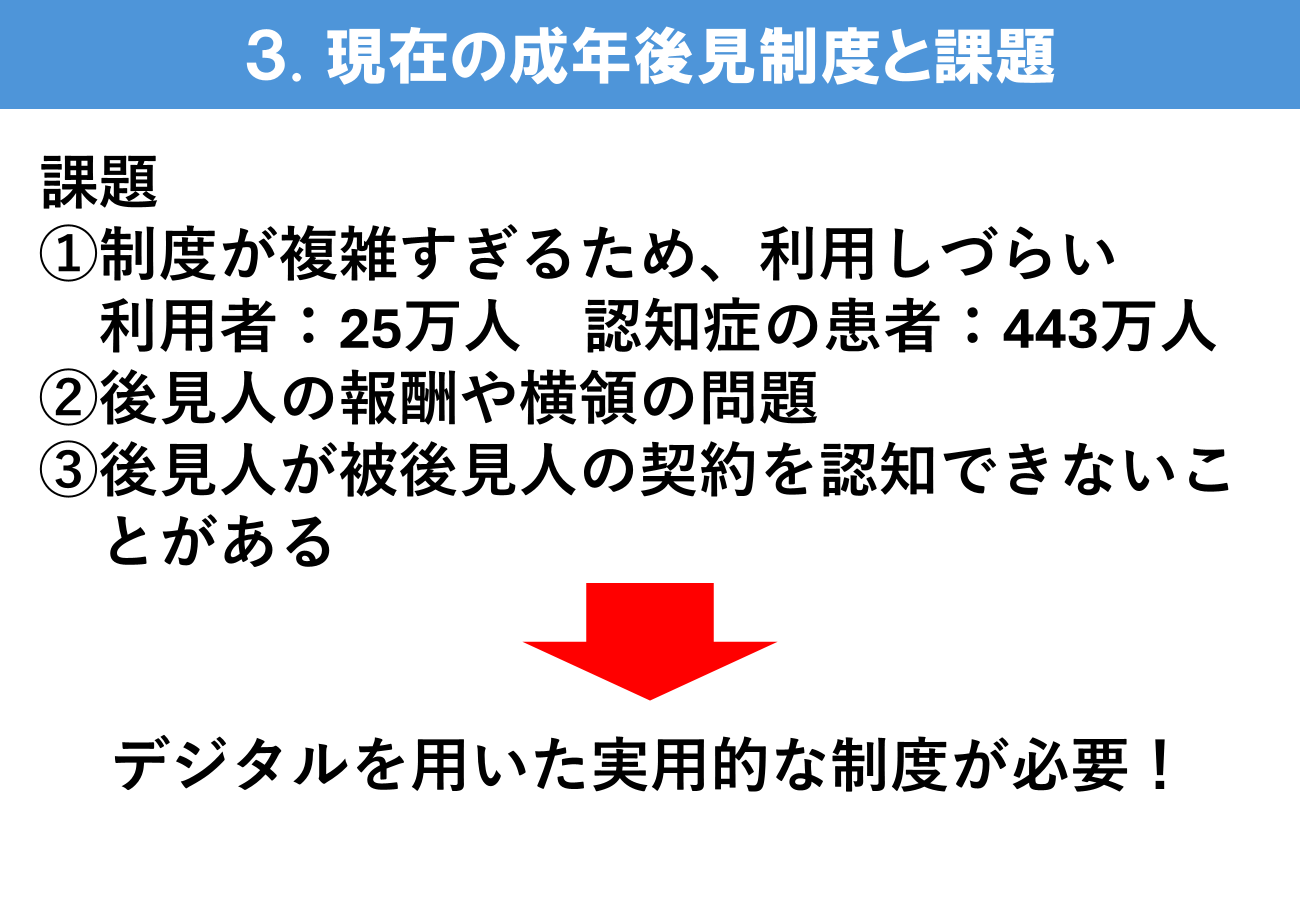 3. 現在の成年後見制度と課題
課題
①制度が複雑すぎるため、利用しづらい
利用者：25万人　認知症の患者：443万人
②後見人の報酬や横領の問題
③後見人が被後見人の契約を認知できないこ
とがある
デジタルを用いた実用的な制度が必要！